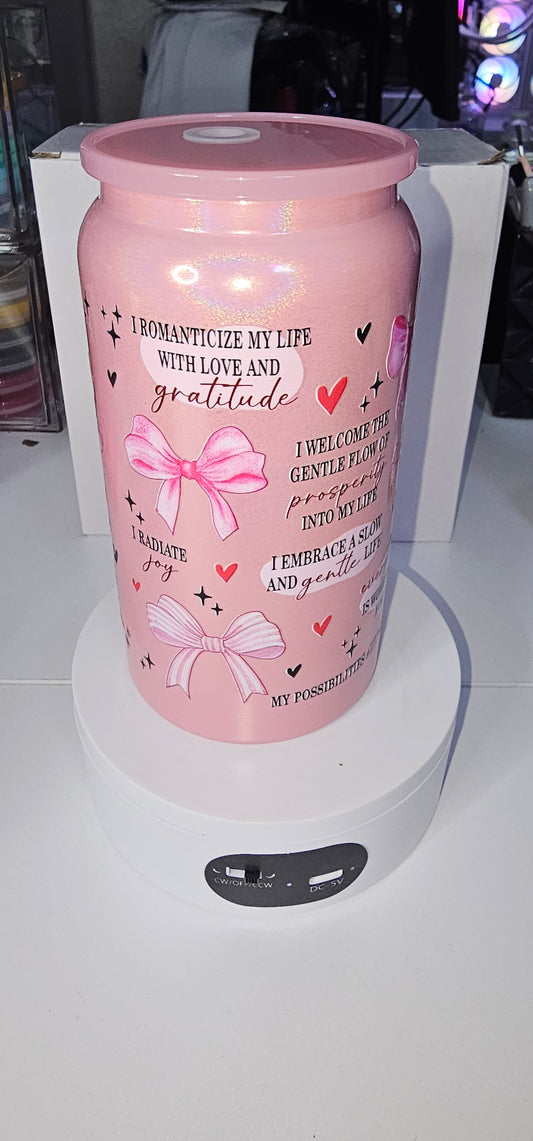 I ROMANTICIZE MY LIFE
WITH LOVE AND
gratitude
I WELCOME THE
GENTLE FLOW OF
prosperity
INTO MY LIFE
I RADIATE
joy
I EMBRACE A SLOW
AND gentle LIFE
IS
MY POSSIBILITIES
CW/OFF/CCW
DC 5V